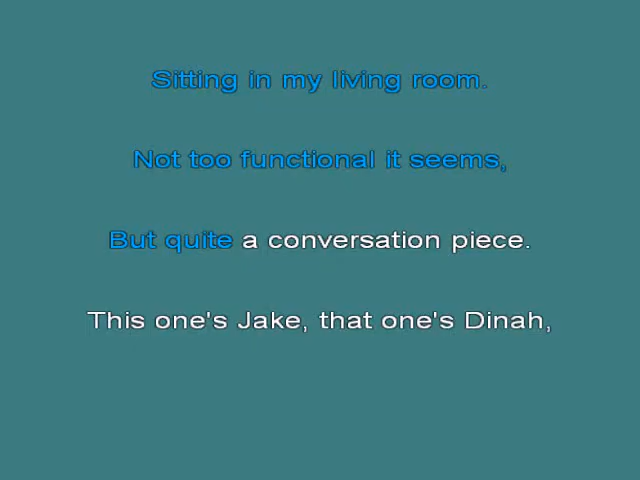 Sitting in my living room.
Not too functional it seems,
But quite a conversation piece.
This one's Jake, that one's Dinah,